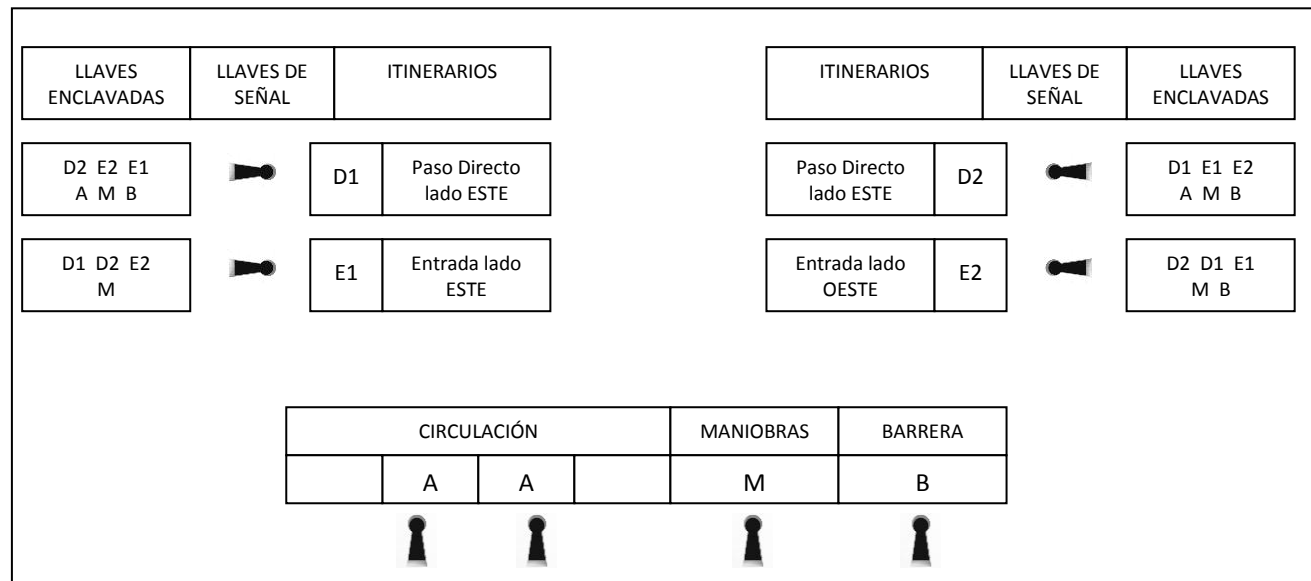 LLAVES
ENCLAVADAS
LLAVES DE
SEÑAL
ITINERARIOS
ITINERARIOS
LLAVES DE
SEÑAL
LLAVES
ENCLAVADAS
D2 E2 E1
A M B
D1
Paso Directo
lado ESTE
Paso Directo
lado ESTE
D2
D1 E1 E2
A M B
D1 D2 E2
M
E1
Entrada lado
ESTE
Entrada lado
OESTE
E2
D2 D1 E1
M B
CIRCULACIÓN
MANIOBRAS
BARRERA
A
A
M
B